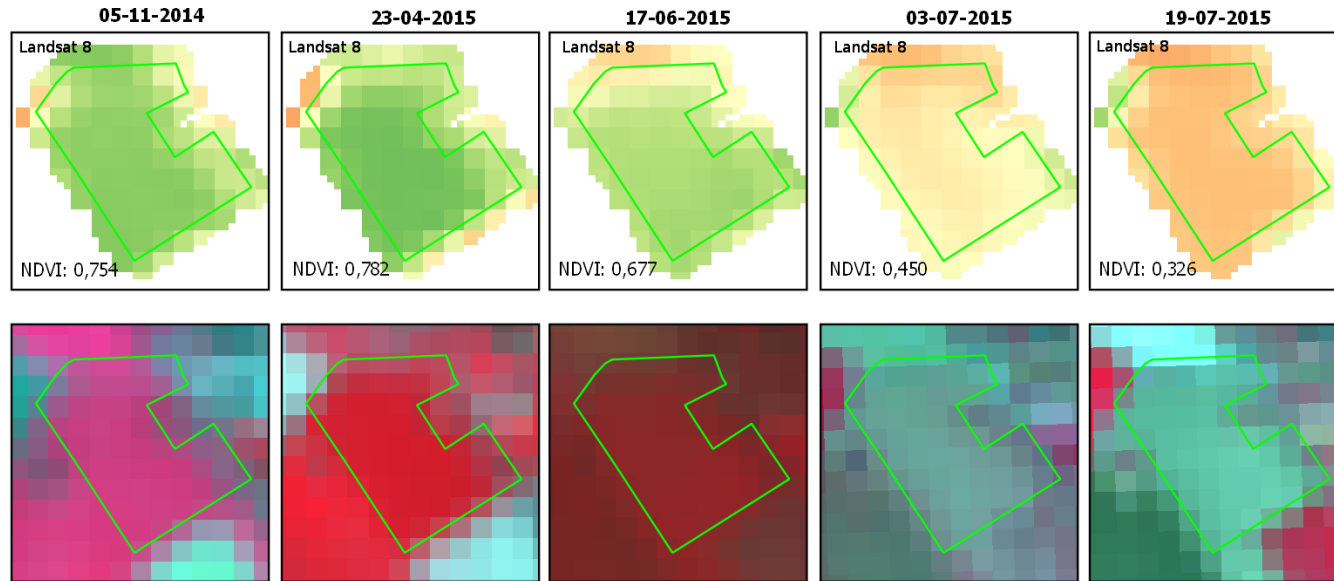 05-11-2014
23-04-2015
17-06-2015
03-07-2015
19-07-2015
Landsat 8
Landsat 8
Landsat 8
Landsat 8
Landsat 8
NDVI: 0,754
NDVI: 0,782
NDVI: 0,677
NDVI: 0,450
NDVI: 0,326